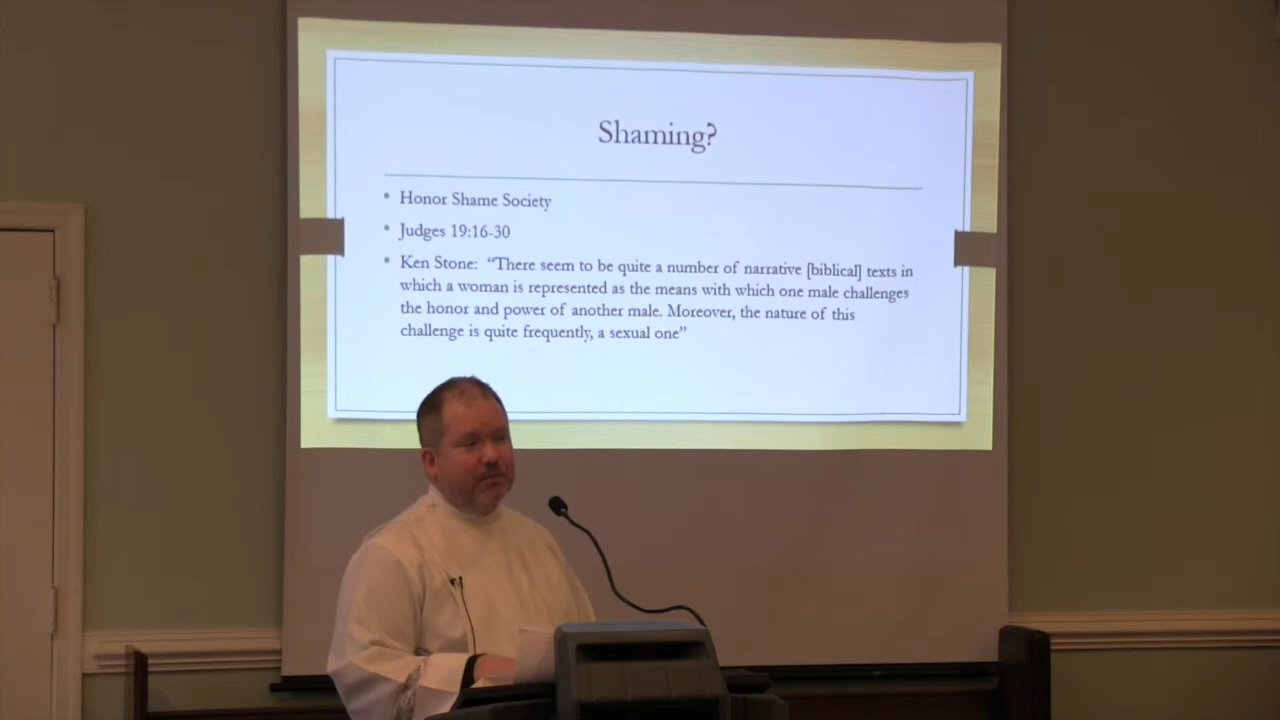 Shaming?
• Honor Shame Society
• Judges 19:16-30
• Ken Stone: “There seem to be quite a number of narrative [biblical] texts in
which a woman is represented as the means with which one male challenges
the honor and power of another male. Moreover, the nature of this
challenge is quite frequently, a sexual one”